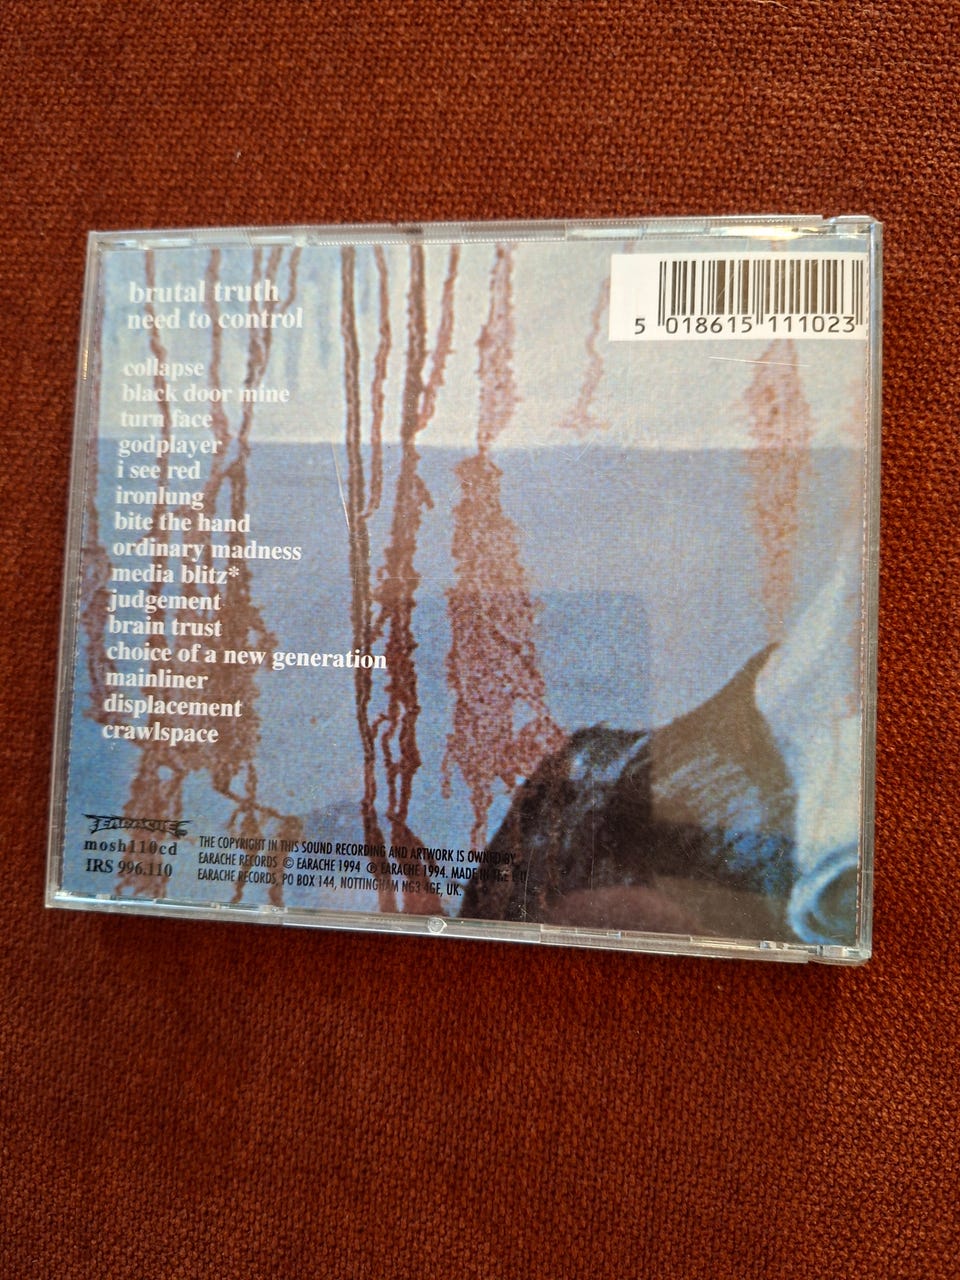 brutal truth
need to control
5 018615 111023
collapse
black door mine
turn face
godplayer
i see red
ironlung
bite the hand
ordinary madness
media blitz*
judgement
brain trust
choice of a new generation
mainliner
displacement
crawlspace
EARACHE
mosh110cd
IRS 996.110
THE COPYRIGHT IN THIS SOUND RECORDING AND ARTWORK IS OWNED BY
EARACHE RECORDS © EARACHE 1994 ℗ EARACHE 1994. MADE IN THE
EARACHE RECORDS, PO BOX 144, NOTTINGHAM NG3 4GE, UK.